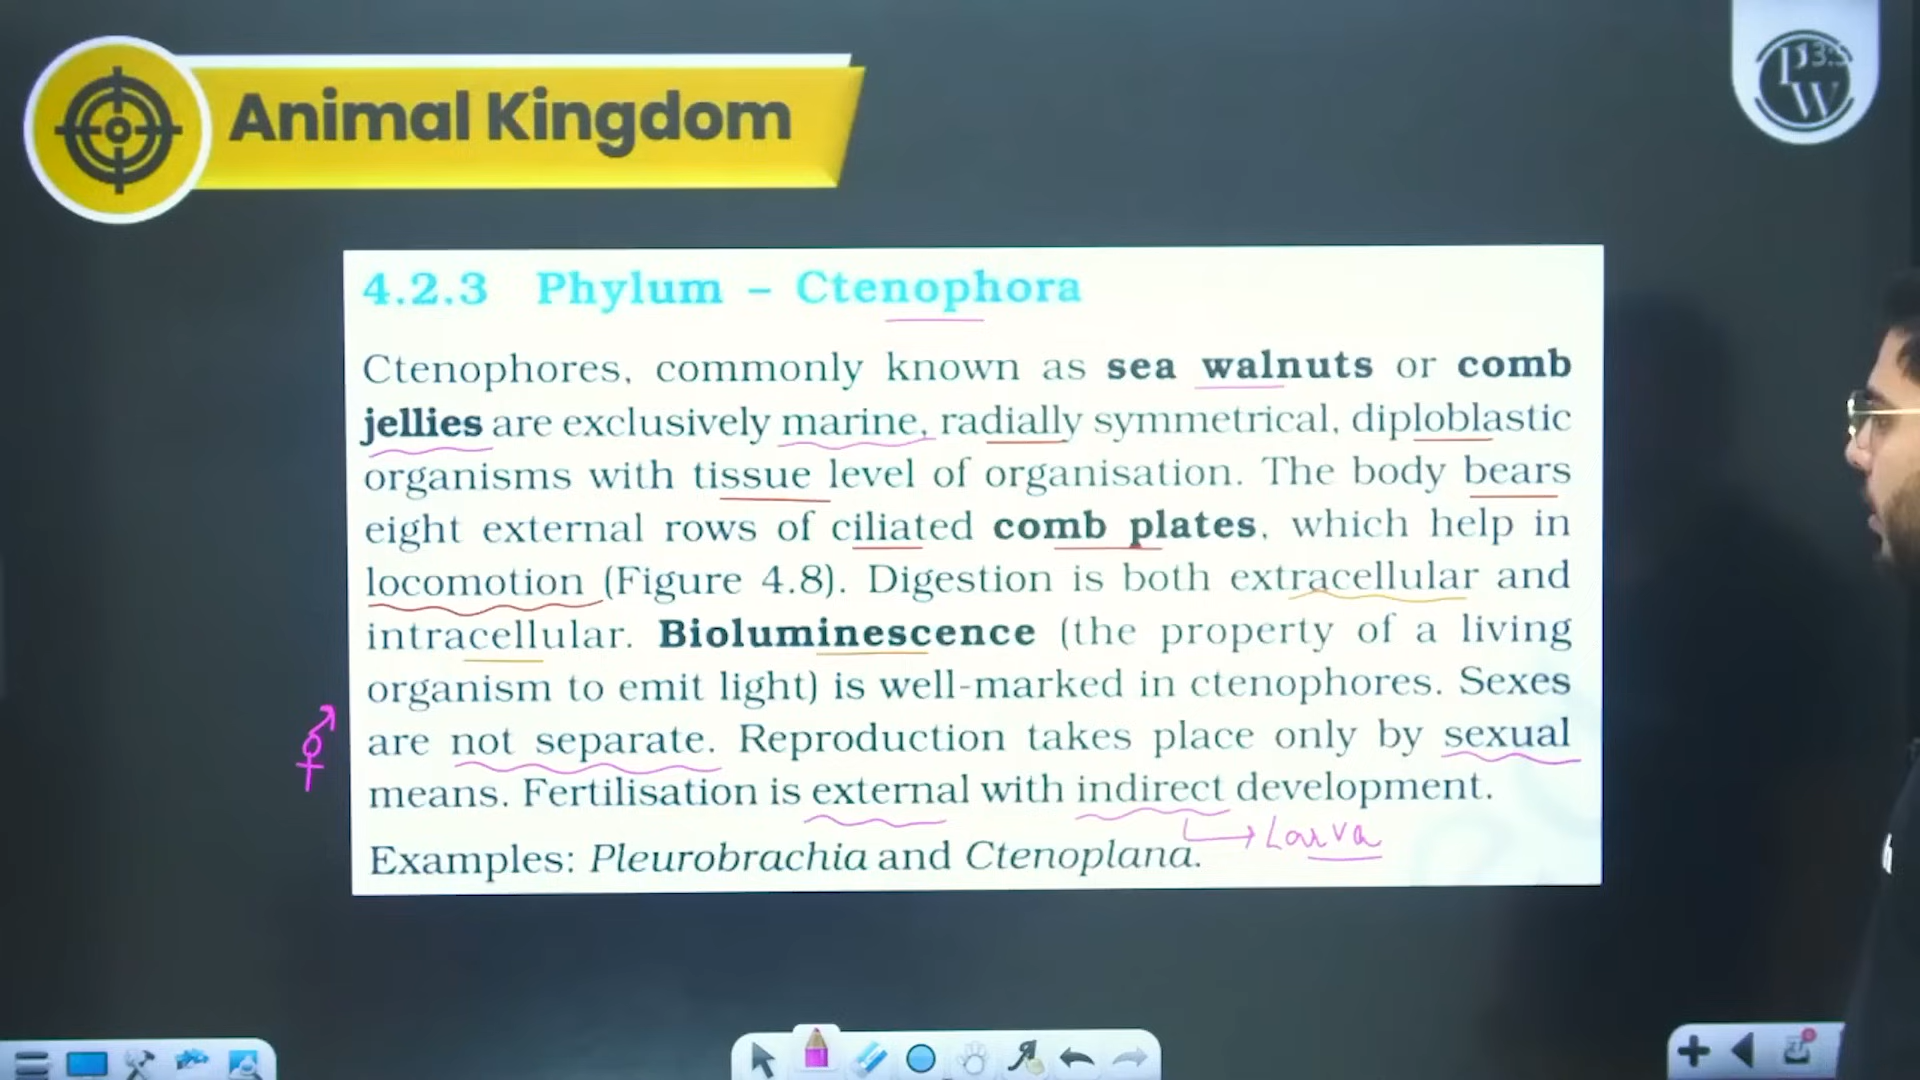 Animal Kingdom
PW
3:5
4.2.3 Phylum – Ctenophora
Ctenophores, commonly known as sea walnuts or comb
jellies are exclusively marine, radially symmetrical, diploblastic
organisms with tissue level of organisation. The body bears
eight external rows of ciliated comb plates, which help in
locomotion (Figure 4.8). Digestion is both extracellular and
intracellular. Bioluminescence (the property of a living
organism to emit light) is well-marked in ctenophores. Sexes
are not separate. Reproduction takes place only by sexual
means. Fertilisation is external with indirect development.
Larva
Examples: Pleurobrachia and Ctenoplana.